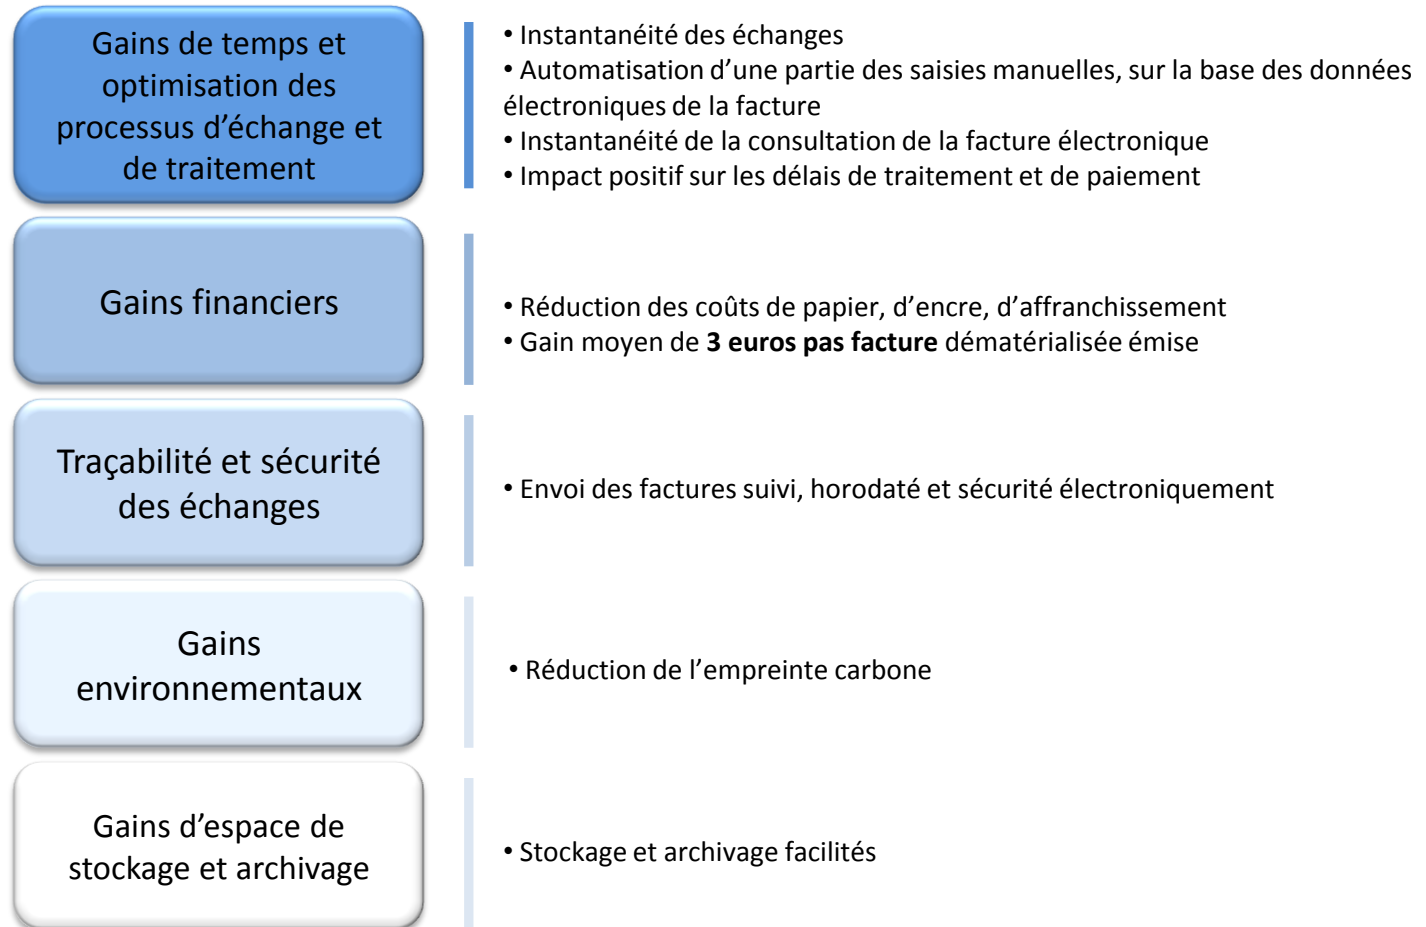 Gains de temps et
optimisation des
processus d’échange et
de traitement
• Instantanéité des échanges
• Automatisation d’une partie des saisies manuelles, sur la base des données
électroniques de la facture
• Instantanéité de la consultation de la facture électronique
• Impact positif sur les délais de traitement et de paiement
Gains financiers
• Réduction des coûts de papier, d’encre, d’affranchissement
• Gain moyen de 3 euros pas facture dématérialisée émise
Traçabilité et sécurité
des échanges
• Envoi des factures suivi, horodaté et sécurité électroniquement
Gains
environnementaux
• Réduction de l’empreinte carbone
Gains d’espace de
stockage et archivage
• Stockage et archivage facilités